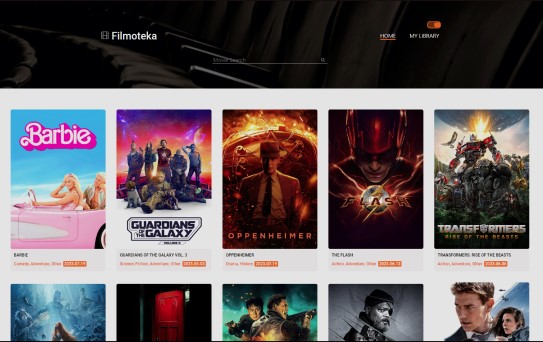 Filmoteka
HOME MY LIBRARY
Movie Search
Barbie
GUARDIANS OF THE GALAXY
VOLUME 3
OPPENHEIMER
FLASH
TRANSFORMERS
RISE OF THE BEASTS
BARBIE
Comedy, Adventure, Other 2023-07-19
GUARDIANS OF THE GALAXY VOL. 3
Science Fiction, Adventure, Other 2023-05-03
OPPENHEIMER
Drama, History 2023-07-19
THE FLASH
Action, Adventure, Other 2023-06-13
TRANSFORMERS: RISE OF THE BEASTS
Action, Adventure, Other 2023-06-06